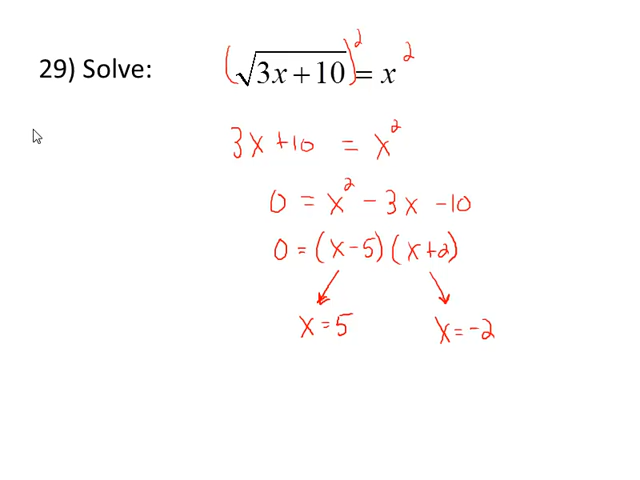 29) Solve: (√3x + 10)² = x²
3x + 10 = x²
0 = x² - 3x - 10
0 = (x - 5)(x + 2)
x = 5 x = -2